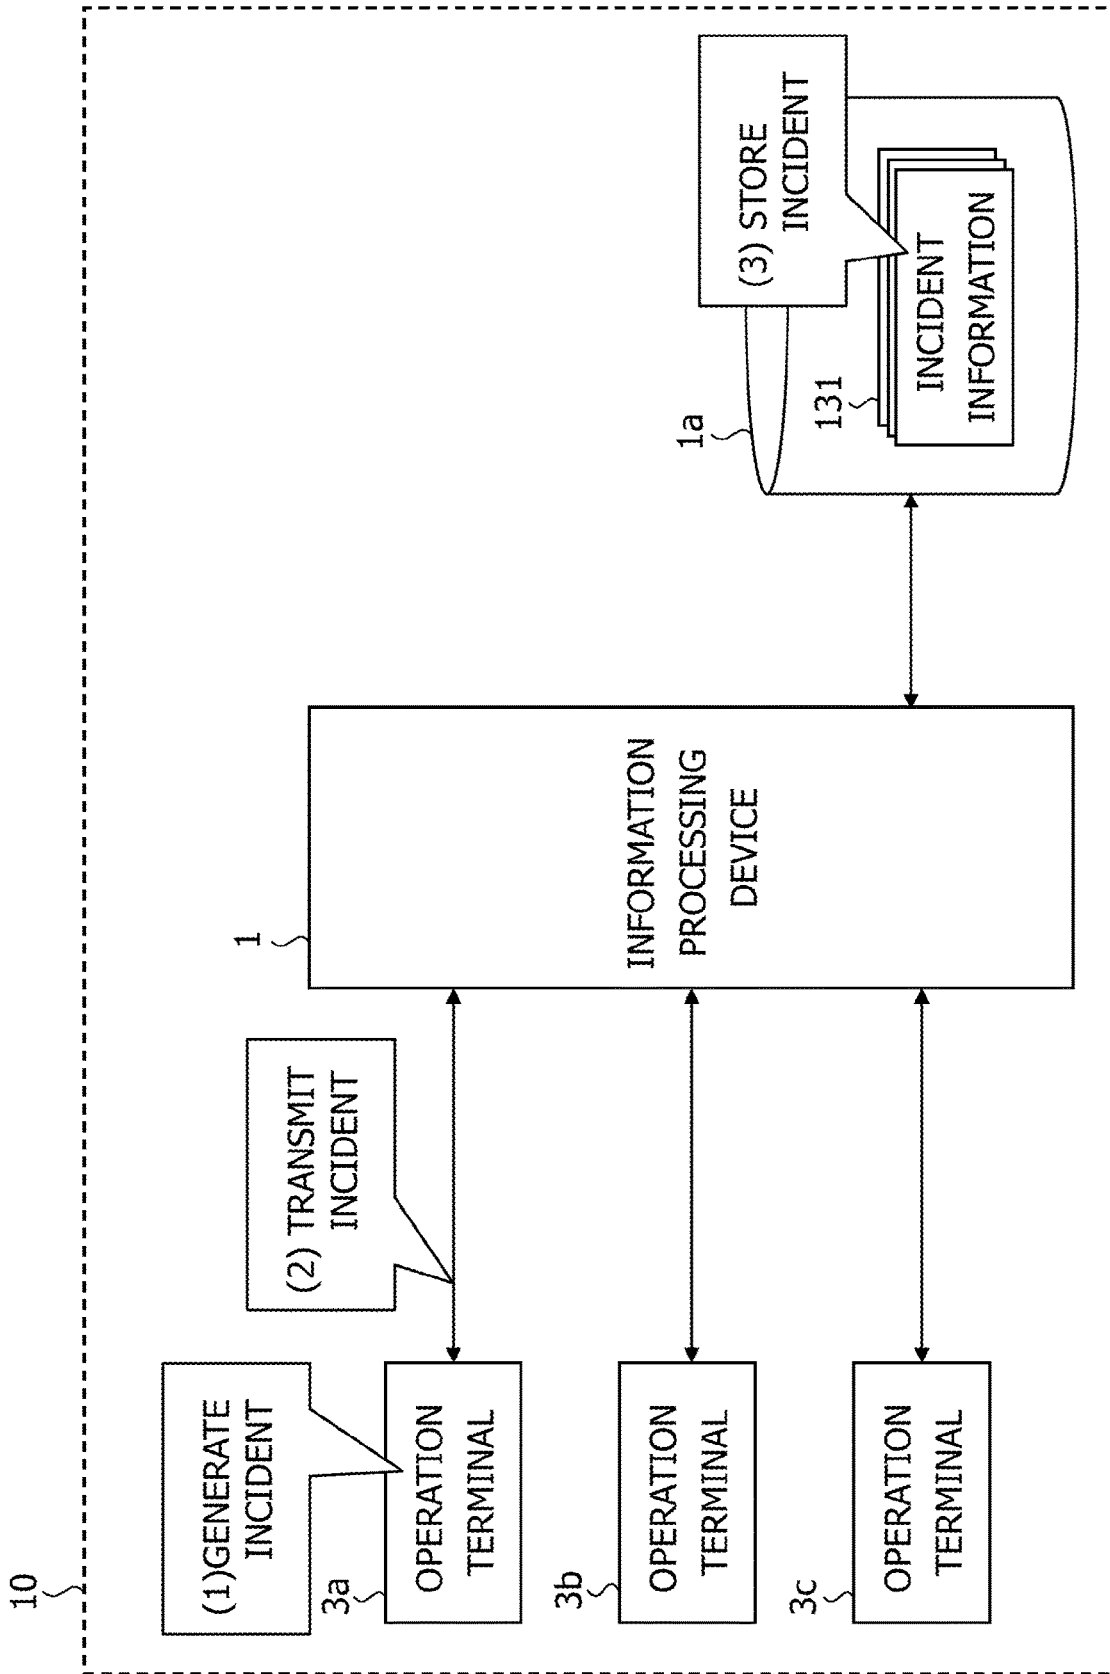 10
(1)GENERATE
INCIDENT
3a
OPERATION
TERMINAL
3b
OPERATION
TERMINAL
3c
OPERATION
TERMINAL
(2) TRANSMIT
INCIDENT
1
INFORMATION
PROCESSING
DEVICE
(3) STORE
INCIDENT
1a
131
INCIDENT
INFORMATION